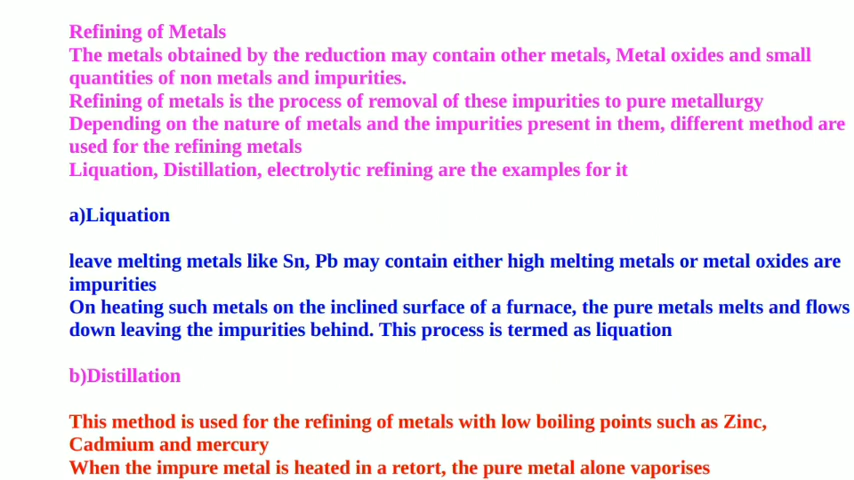 Refining of Metals
The metals obtained by the reduction may contain other metals, Metal oxides and small
quantities of non metals and impurities.
Refining of metals is the process of removal of these impurities to pure metallurgy
Depending on the nature of metals and the impurities present in them, different method are
used for the refining metals
Liquation, Distillation, electrolytic refining are the examples for it
a)Liquation
leave melting metals like Sn, Pb may contain either high melting metals or metal oxides are
impurities
On heating such metals on the inclined surface of a furnace, the pure metals melts and flows
down leaving the impurities behind. This process is termed as liquation
b)Distillation
This method is used for the refining of metals with low boiling points such as Zinc,
Cadmium and mercury
When the impure metal is heated in a retort, the pure metal alone vaporises